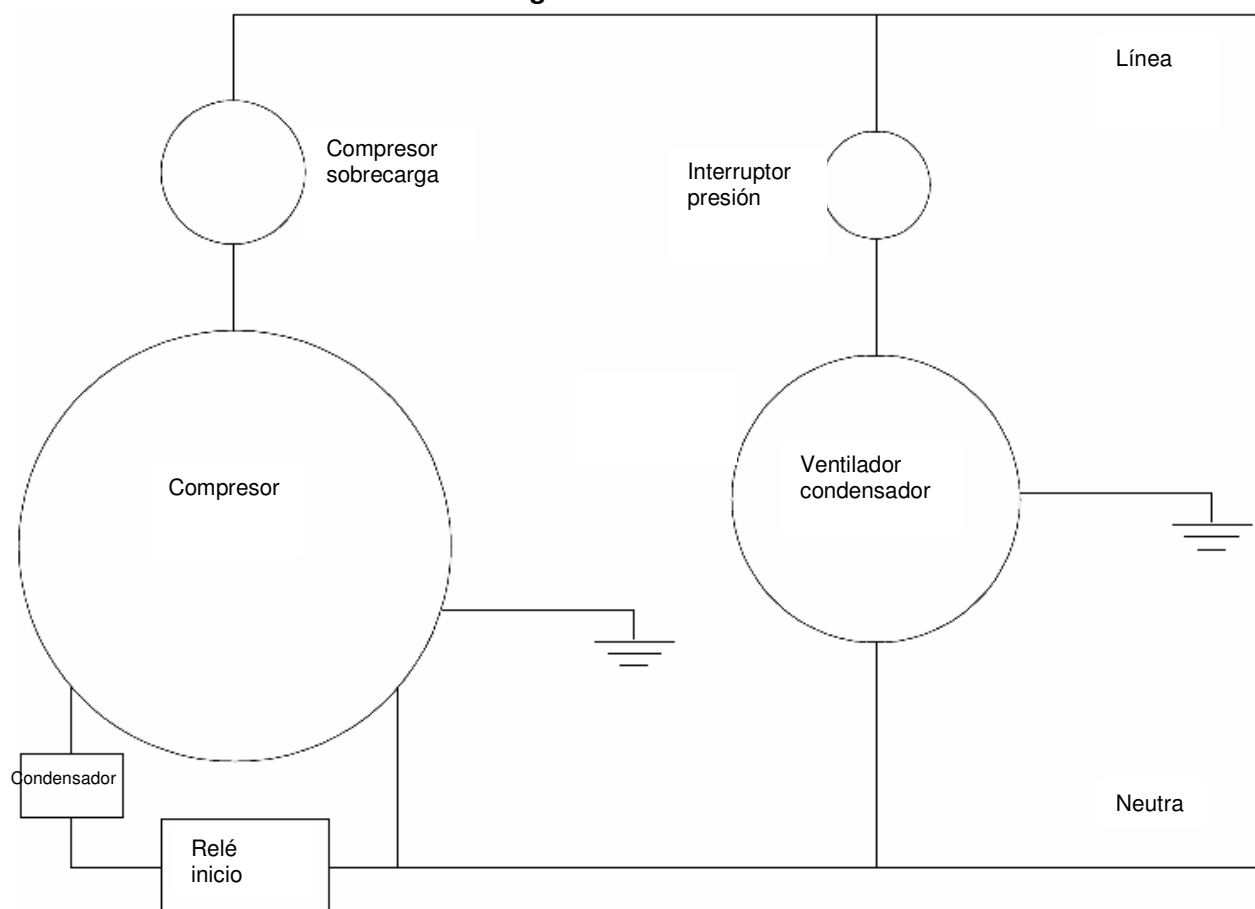 Línea
Compresor
sobrecarga
Interruptor
presión
Ventilador
condensador
Compresor
Condensador
Neutra
Relé
inicio